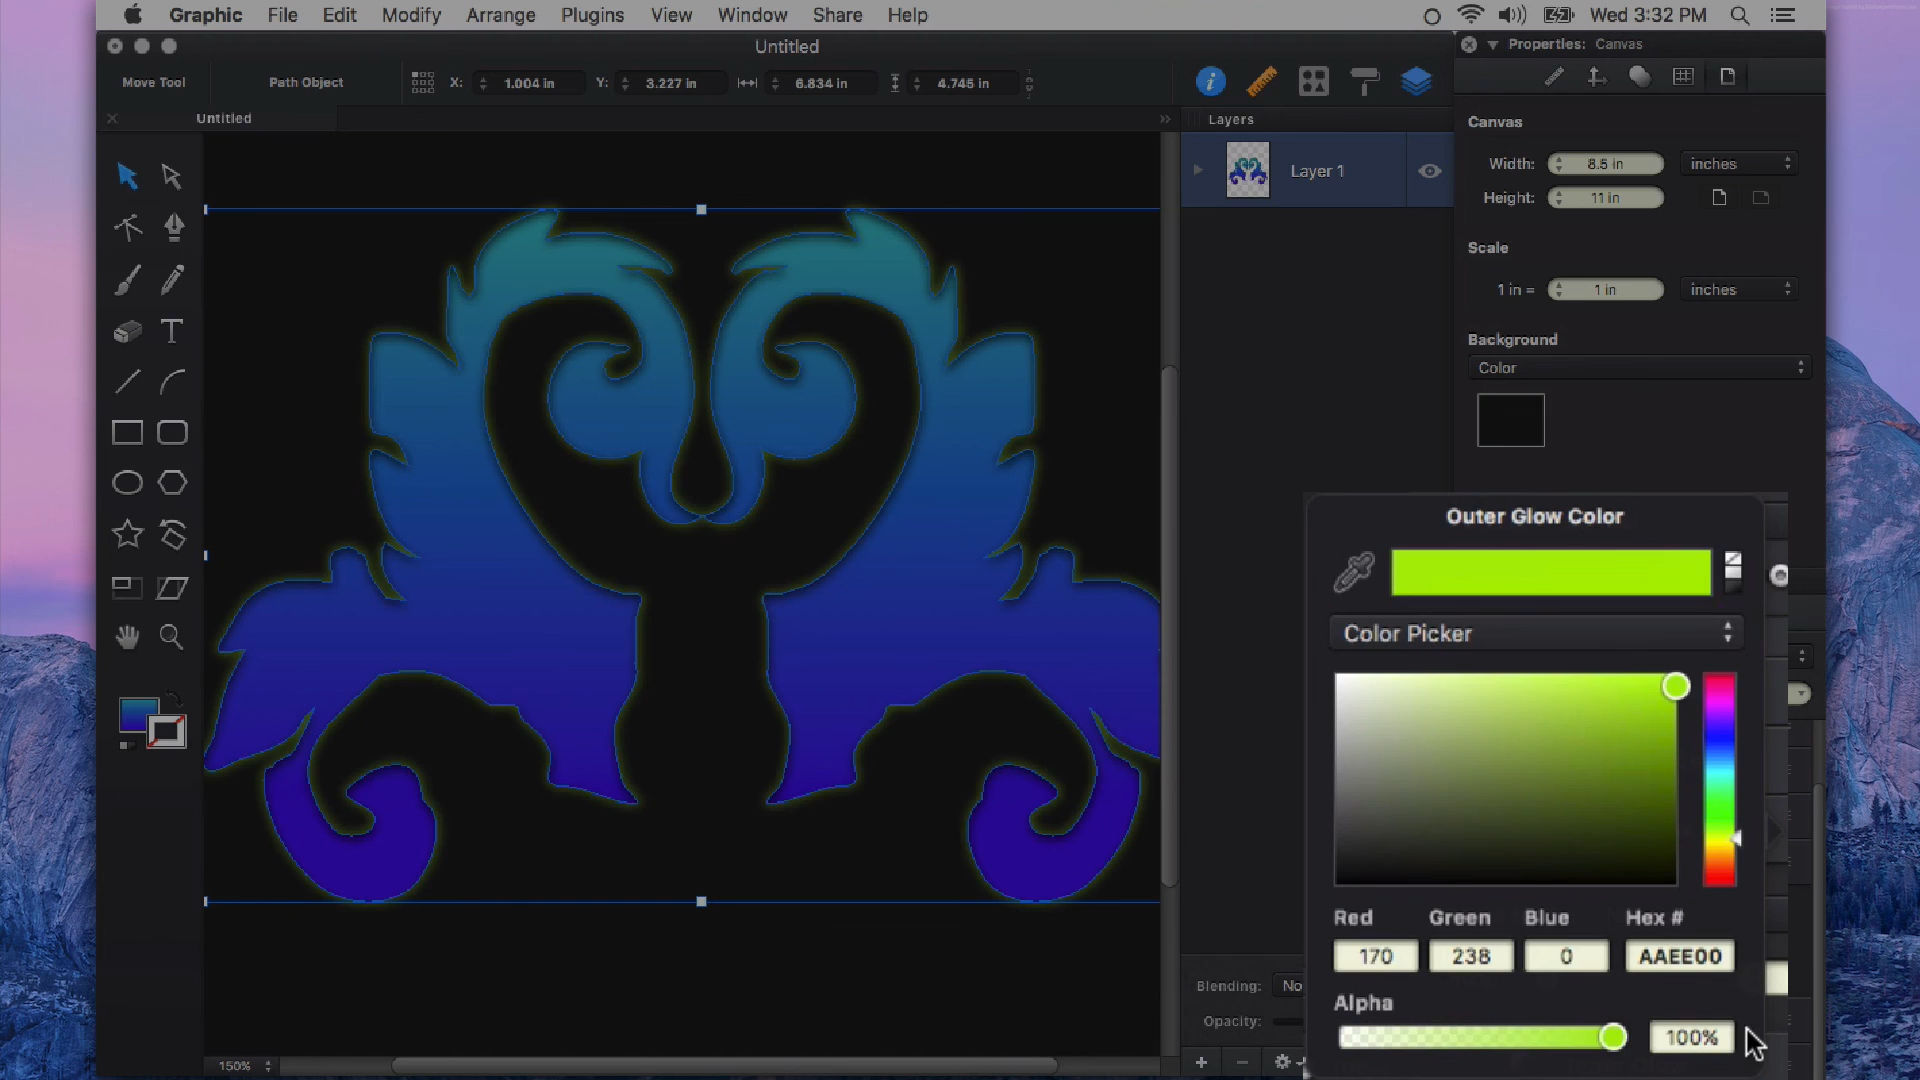 Graphic File Edit Modify Arrange Plugins View Window Share Help Wed 3:32 PM
Untitled
Properties: Canvas
Move Tool Path Object X: 1.004 in Y: 3.227 in 6.834 in 4.745 in
Untitled
Layers
Layer 1
Canvas
Width: 8.5 in inches
Height: 11 in
Scale
1 in = 1 in inches
Background
Color
Outer Glow Color
Color Picker
Red Green Blue Hex #
170 238 0 AAEE00
Alpha
100%
Blending: No
Opacity:
150%